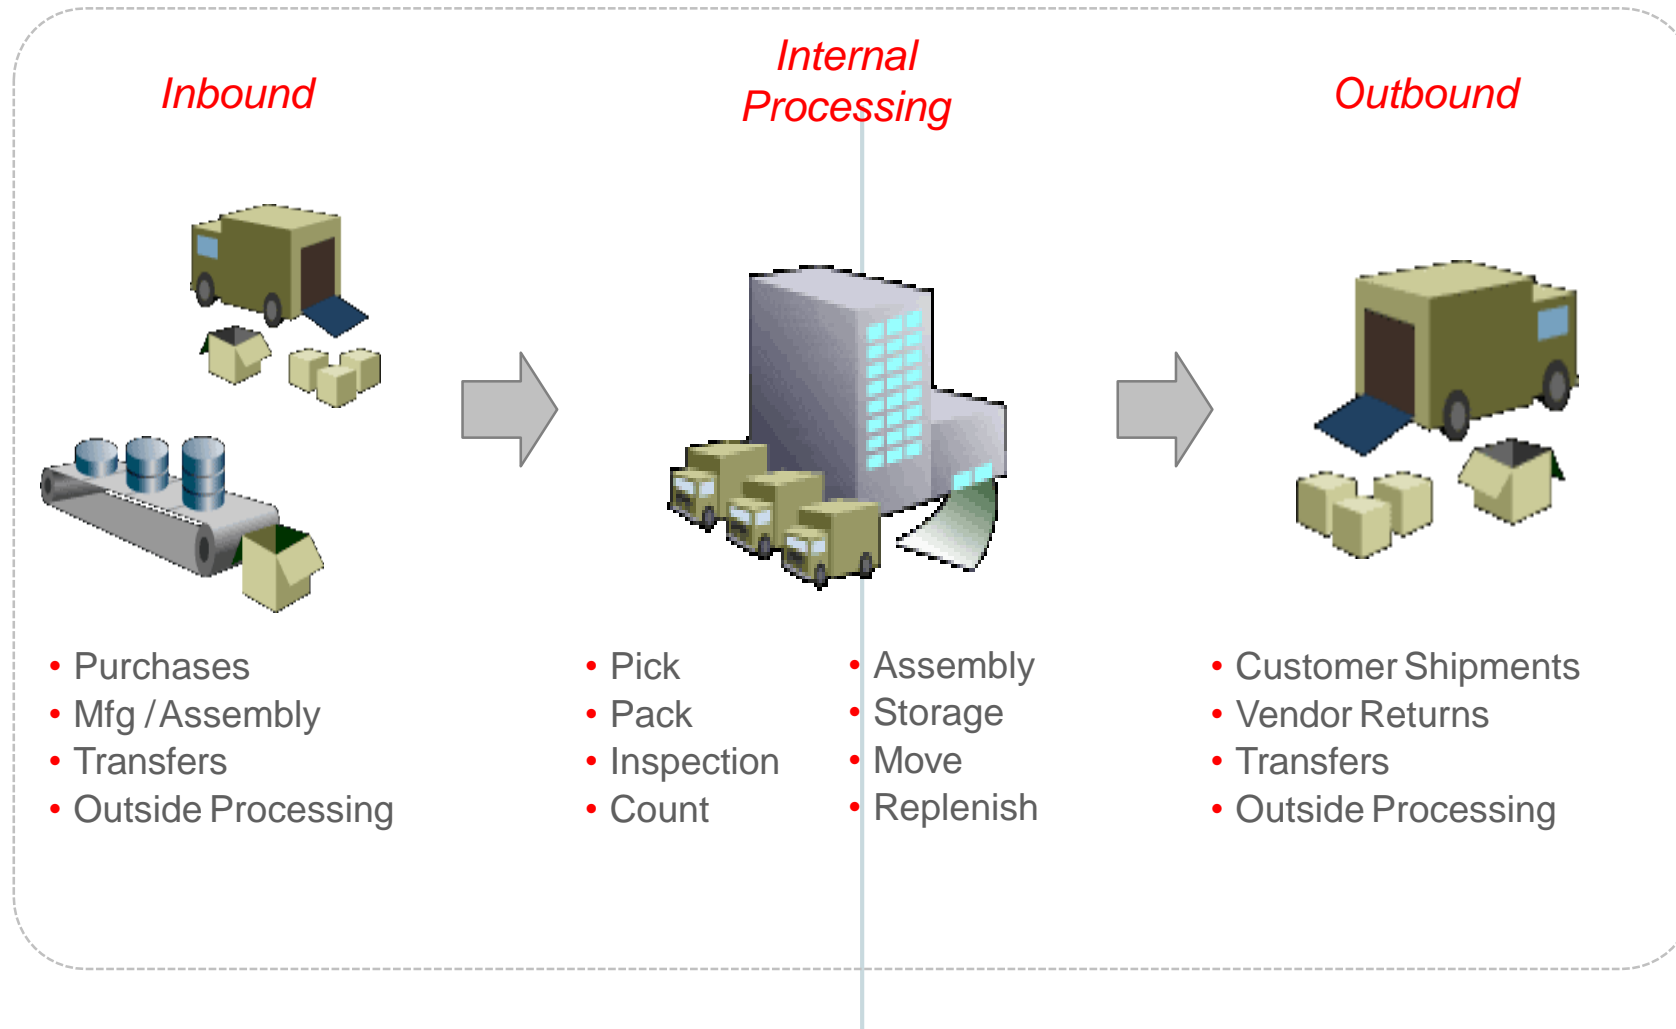 Inbound
Internal
Processing
Outbound
• Purchases
• Mfg / Assembly
• Transfers
• Outside Processing
• Pick
• Pack
• Inspection
• Count
• Assembly
• Storage
• Move
• Replenish
• Customer Shipments
• Vendor Returns
• Transfers
• Outside Processing